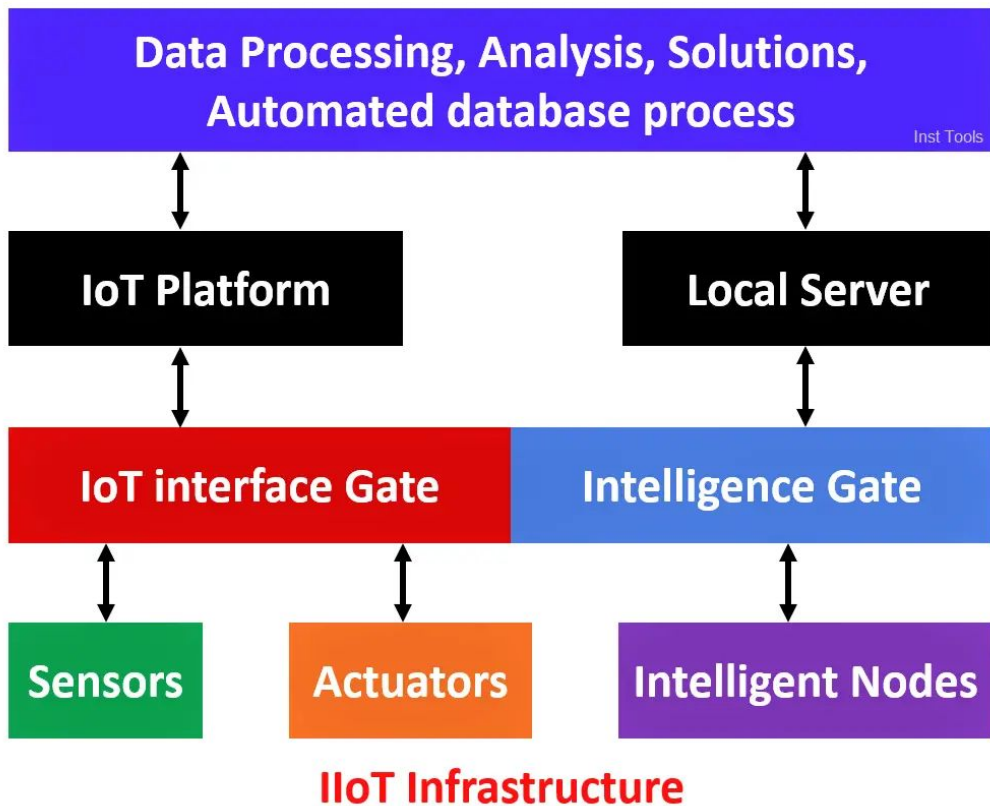 Data Processing, Analysis, Solutions,
Automated database process
Inst Tools
IoT Platform
Local Server
IoT interface Gate
Intelligence Gate
Sensors
Actuators
Intelligent Nodes
IIoT Infrastructure